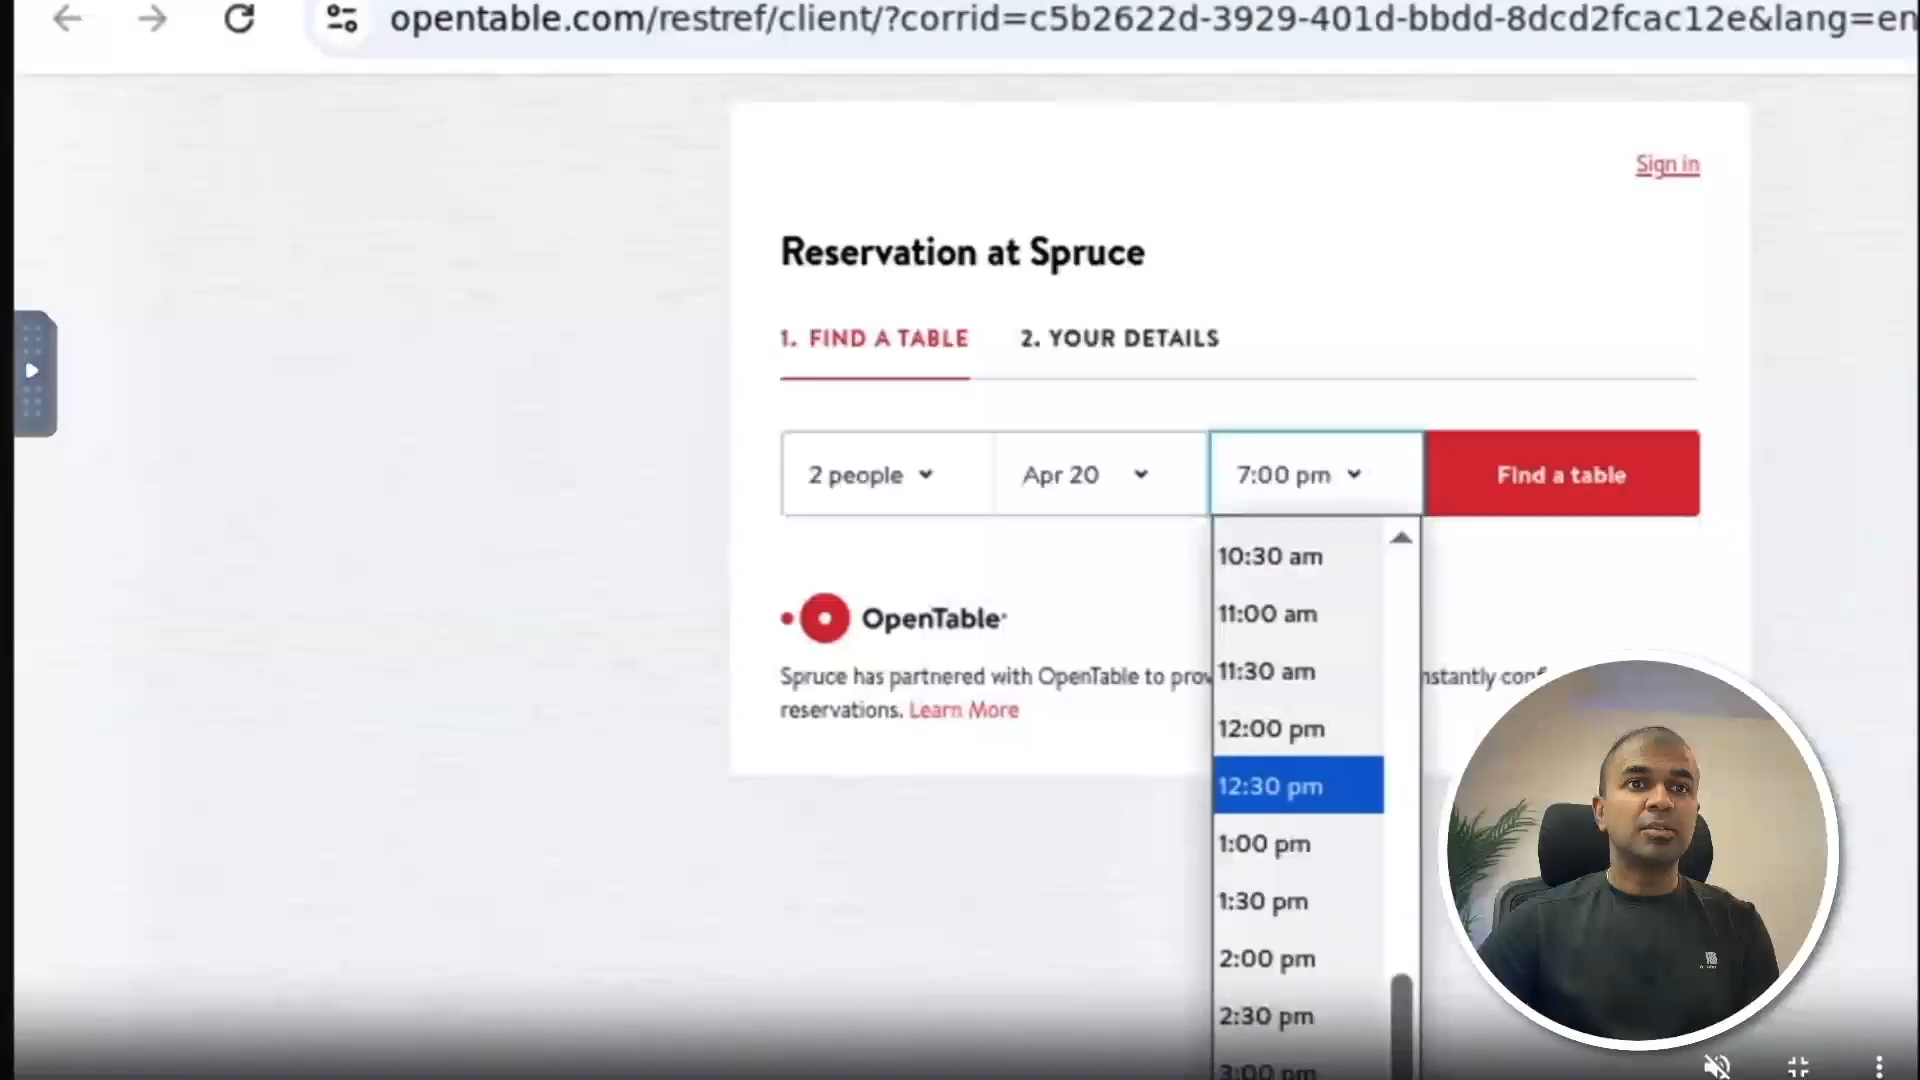 opentable.com/restref/client/?corrid=c5b2622d-3929-401d-bbdd-8dcd2fcac12e&lang=en
Sign in
Reservation at Spruce
1. FIND A TABLE 2. YOUR DETAILS
2 people Apr 20 7:00 pm Find a table
10:30 am
11:00 am
11:30 am
12:00 pm
12:30 pm
1:00 pm
1:30 pm
2:00 pm
2:30 pm
3:00 pm
OpenTable
Spruce has partnered with OpenTable to
reservations. Learn More